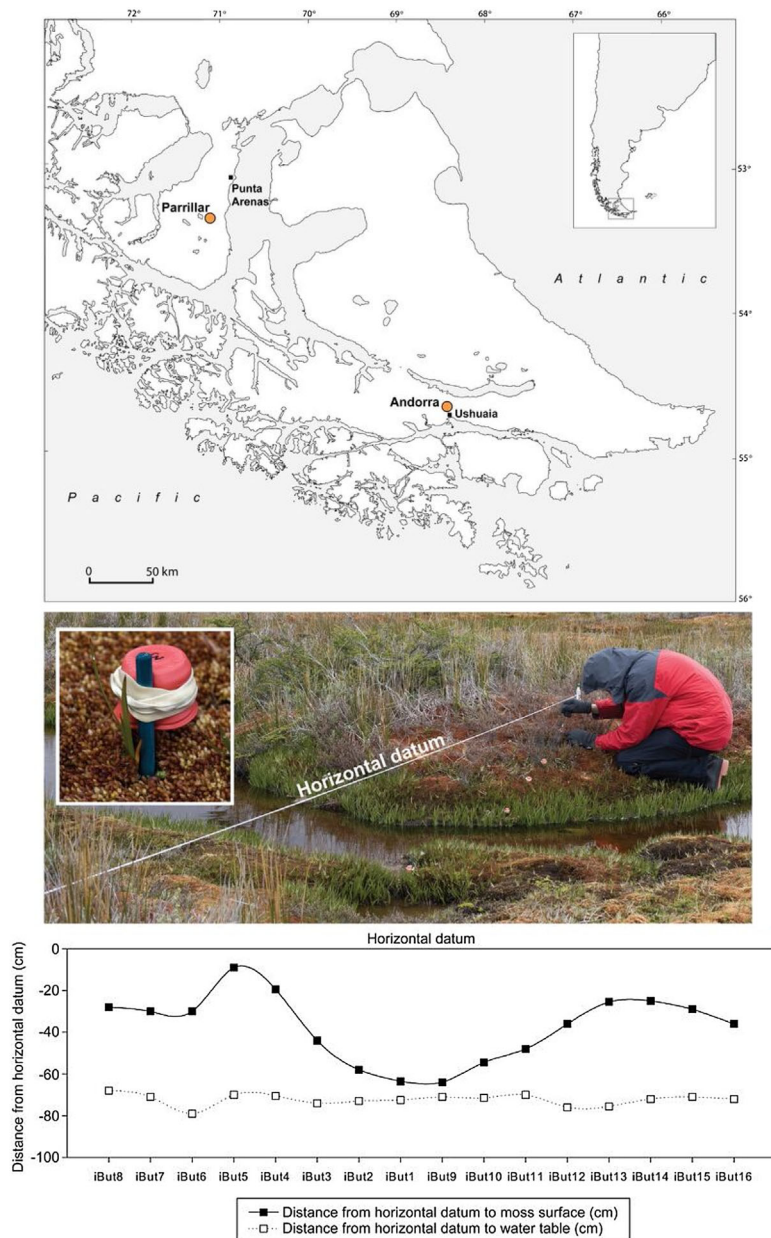 72°
71°
70°
69°
68°
67°
66°
53°
Punta
Arenas
Parrillar
A t l a n t i c
54°
Andorra
Ushuaia
55°
P a c i f i c
0 50 km
56°
Horizontal datum
Horizontal datum
Distance from horizontal datum (cm)
0
-20
-40
-60
-80
-100
iBut8 iBut7 iBut6 iBut5 iBut4 iBut3 iBut2 iBut1 iBut9 iBut10 iBut11 iBut12 iBut13 iBut14 iBut15 iBut16
Distance from horizontal datum to moss surface (cm)
Distance from horizontal datum to water table (cm)